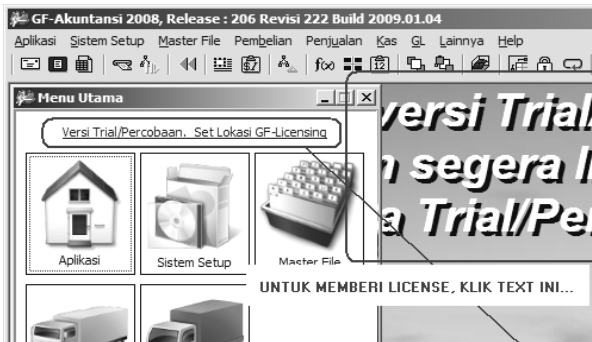 GF-Akuntansi 2008, Release : 206 Revisi 222 Build 2009.01.04
Aplikasi Sistem Setup Master File Pembelian Penjualan Kas GL Lainnya Help
f(x)
Menu Utama
Versi Trial/Percobaan. Set Lokasi GF-Licensing
versi Trial/
segera
Trial/Pe
Aplikasi
Sistem Setup
Master File
UNTUK MEMBERI LICENSE, KLIK TEXT INI...